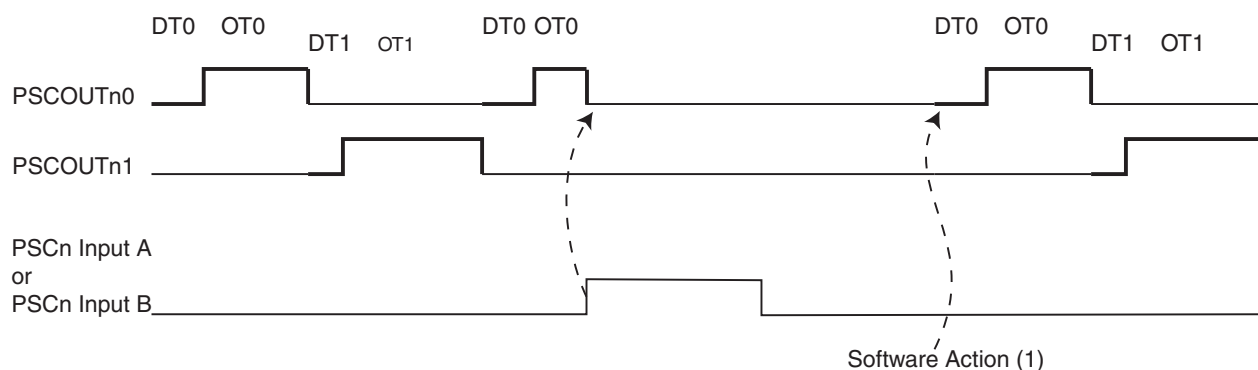 DT0 OT0 DT1 OT1 DT0 OT0 DT0 OT0 DT1 OT1
PSCOUTn0
PSCOUTn1
PSCn Input A
or
PSCn Input B
Software Action (1)